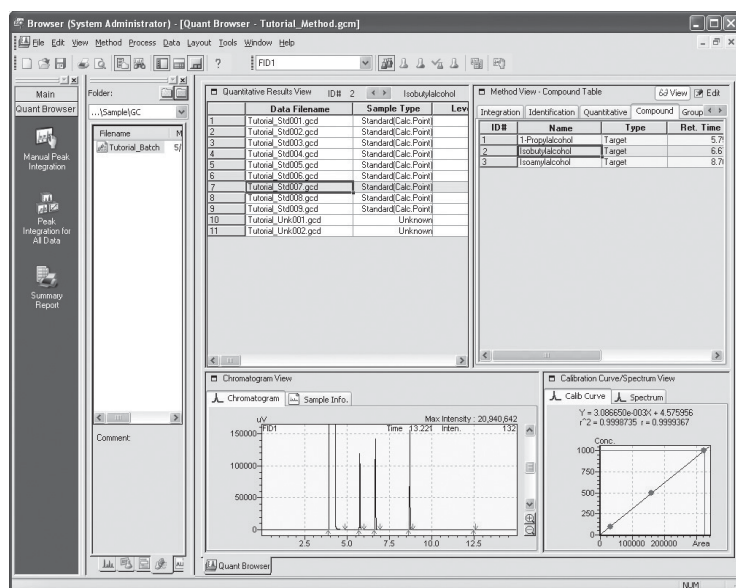 Browser (System Administrator) - [Quant Browser - Tutorial_Method.gcm]
File Edit View Method Process Data Layout Tools Window Help
FID1
Main
Quant Browser
Manual Peak
Integration
Peak
Integration for
All Data
Summary
Report
Folder:
...\Sample\GC
Filename M
Tutorial_Batch 5/
Comment:
Quantitative Results View ID# 2 Isobutylalcohol
Data Filename Sample Type Lev
1 Tutorial_Std001.gcd Standard(Calc.Point)
2 Tutorial_Std002.gcd Standard(Calc.Point)
3 Tutorial_Std003.gcd Standard(Calc.Point)
4 Tutorial_Std004.gcd Standard(Calc.Point)
5 Tutorial_Std005.gcd Standard(Calc.Point)
6 Tutorial_Std006.gcd Standard(Calc.Point)
7 Tutorial_Std007.gcd Standard(Calc.Point)
8 Tutorial_Std008.gcd Standard(Calc.Point)
9 Tutorial_Std009.gcd Standard(Calc.Point)
10 Tutorial_Unk001.gcd Unknown
11 Tutorial_Unk002.gcd Unknown
Method View - Compound Table View Edit
Integration Identification Quantitative Compound Group
ID# Name Type Ret. Time
1 1-Propylalcohol Target 5.7
2 Isobutylalcohol Target 6.6
3 Isoamylalcohol Target 8.7
Chromatogram View
Chromatogram Sample Info.
uV Max Intensity : 20,940,642
FID1 Time 13.221 Inten. 132
150000
100000
50000
0
2.5 5.0 7.5 10.0 12.5
Calibration Curve/Spectrum View
Calib Curve Spectrum
Y = 3.086650e-003X + 4.575956
r^2 = 0.9998735 r = 0.9999367
Conc.
1000
750
500
250
0
0 100000 200000 Area
Quant Browser
NUM